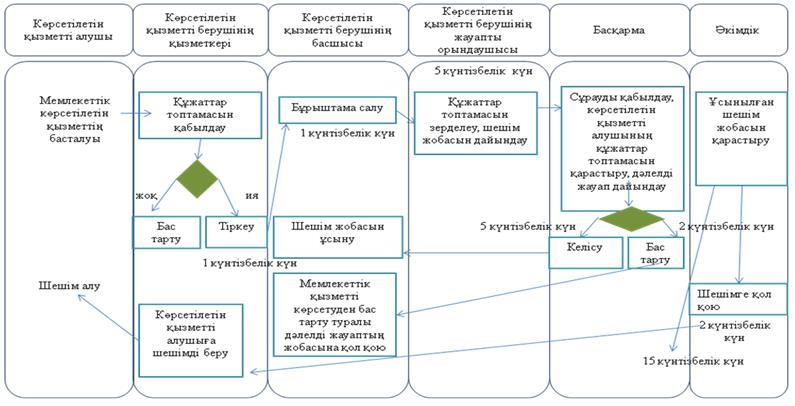 Көрсетілетін
қызметті алушы
Көрсетілетін
қызметті берушінің
қызметкері
Көрсетілетін
қызметті берушінің
басшысы
Көрсетілетін
қызметті берушінің
жауапты
орындаушысы
Басқарма
Әкімдік
Мемлекеттік
көрсетілетін
қызметтің
басталуы
Құжаттар
топтамасын
қабылдау
жоқ
ия
Бас
тарту
Тіркеу
1 күнтізбелік күн
Бұрыштама салу
1 күнтізбелік күн
5 күнтізбелік күн
Құжаттар
топтамасын
зерделеу, шешім
жобасын дайындау
Сұрауды қабылдау,
көрсетілетін
қызметті
алушының
құжаттар
топтамасын
қарастыру, дәлелді
жауап дайындау
Ұсынылған
шешім
жобасын
қарастыру
5 күнтізбелік күн
2 күнтізбелік күн
Келісу
Бас
тарту
Шешім жобасын
ұсыну
Мемлекеттік
қызметті
көрсетуден бас
тарту туралы
дәлелді жауаптың
жобасына қол қою
Шешімге қол
қою
2 күнтізбелік
күн
15 күнтізбелік күн
Көрсетілетін
қызметті
алушыға
шешімді беру
Шешім алу